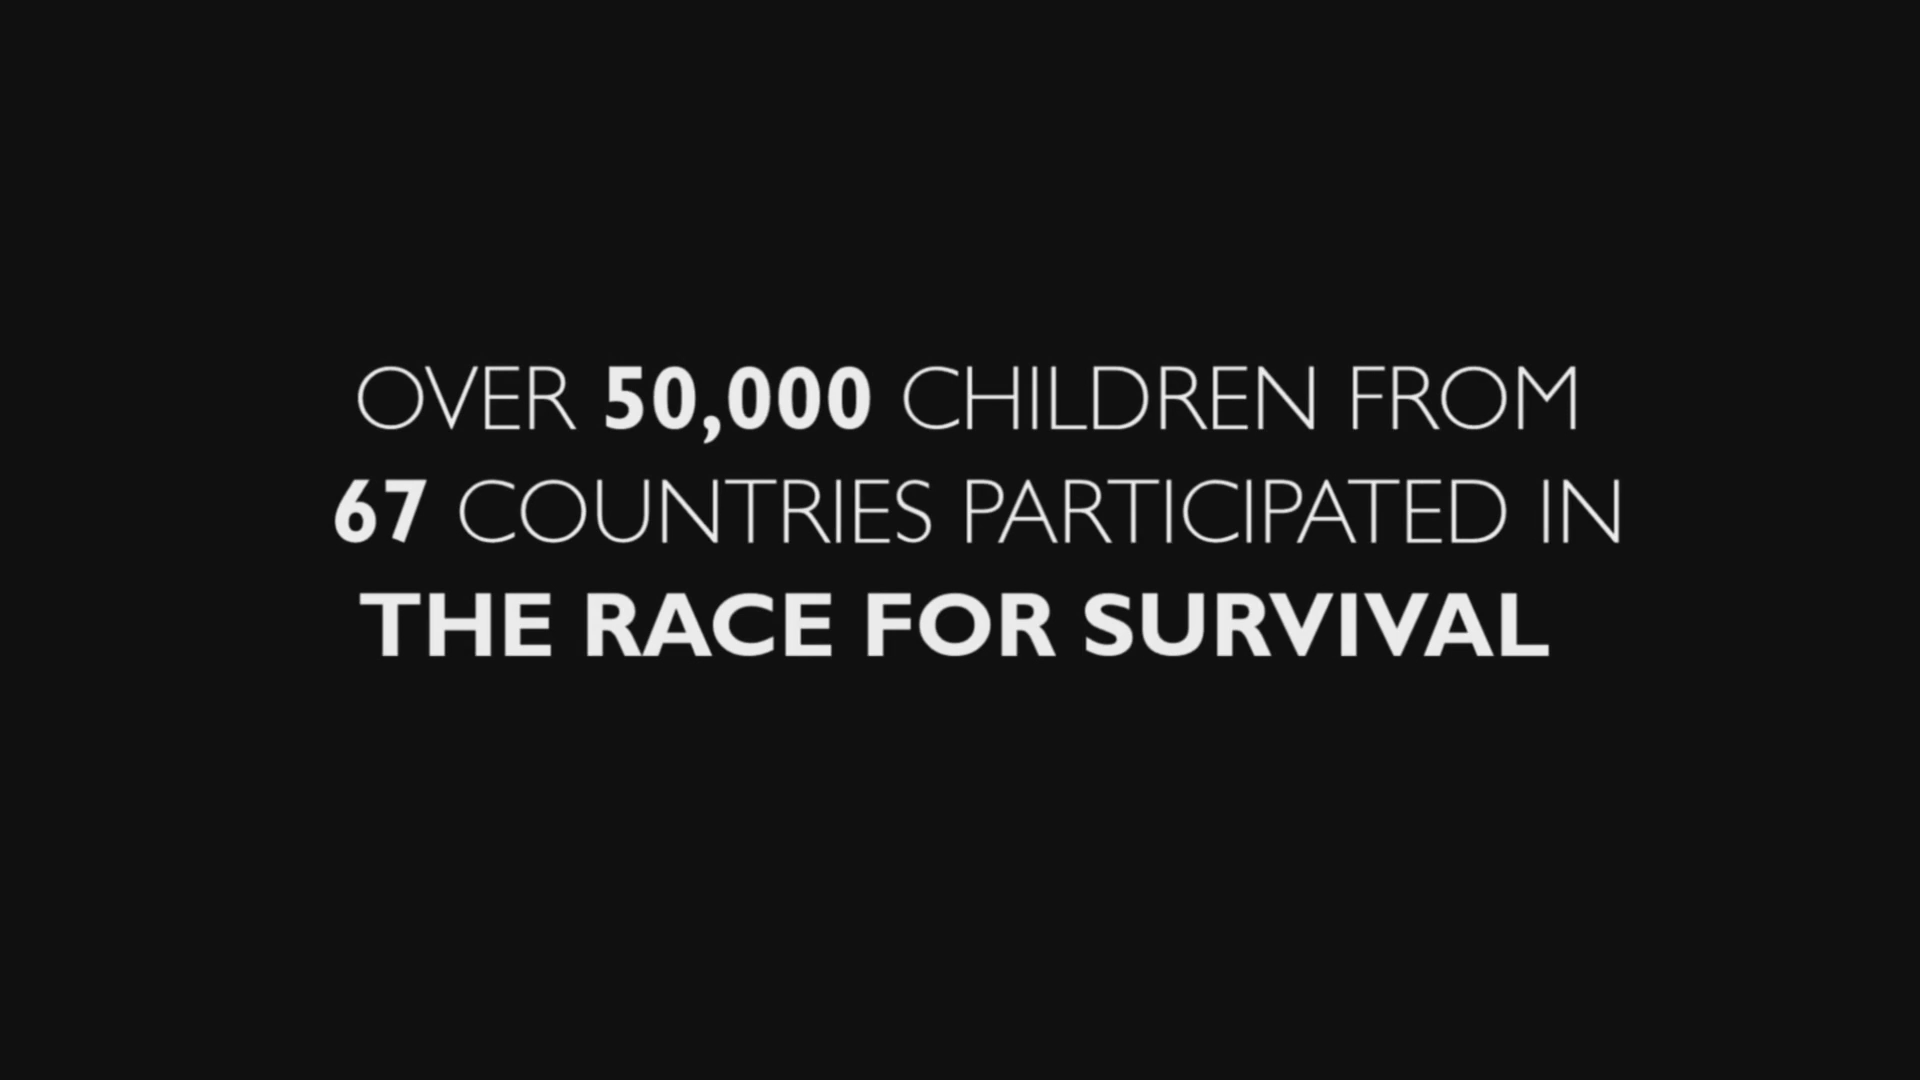 OVER 50,000 CHILDREN FROM
67 COUNTRIES PARTICIPATED IN
THE RACE FOR SURVIVAL